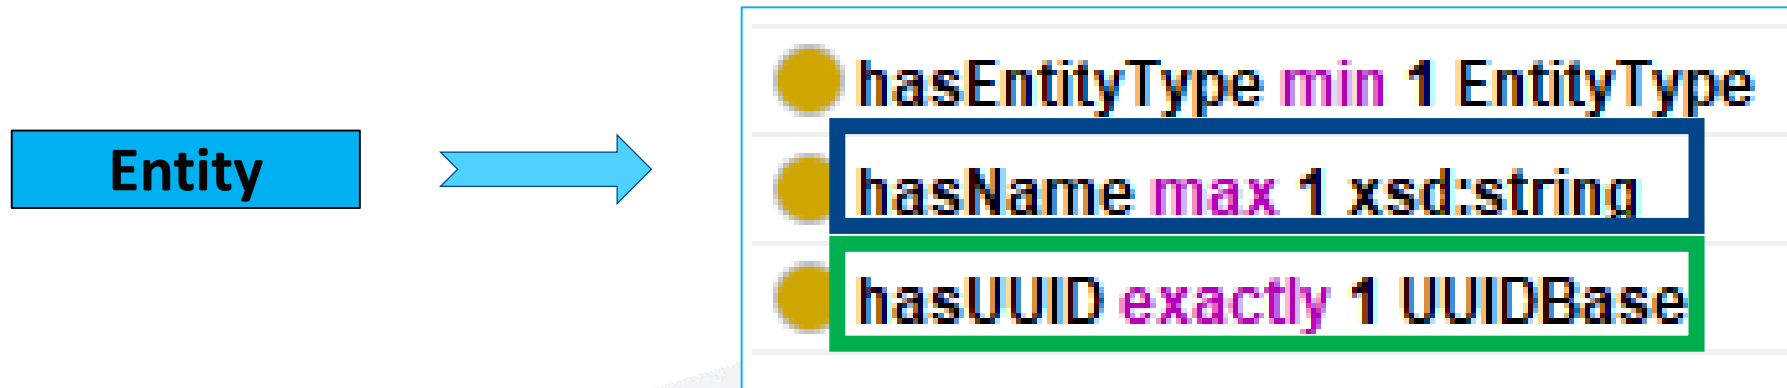 Entity
hasEntityType min 1 EntityType
hasName max 1 xsd:string
hasUUID exactly 1 UUIDBase